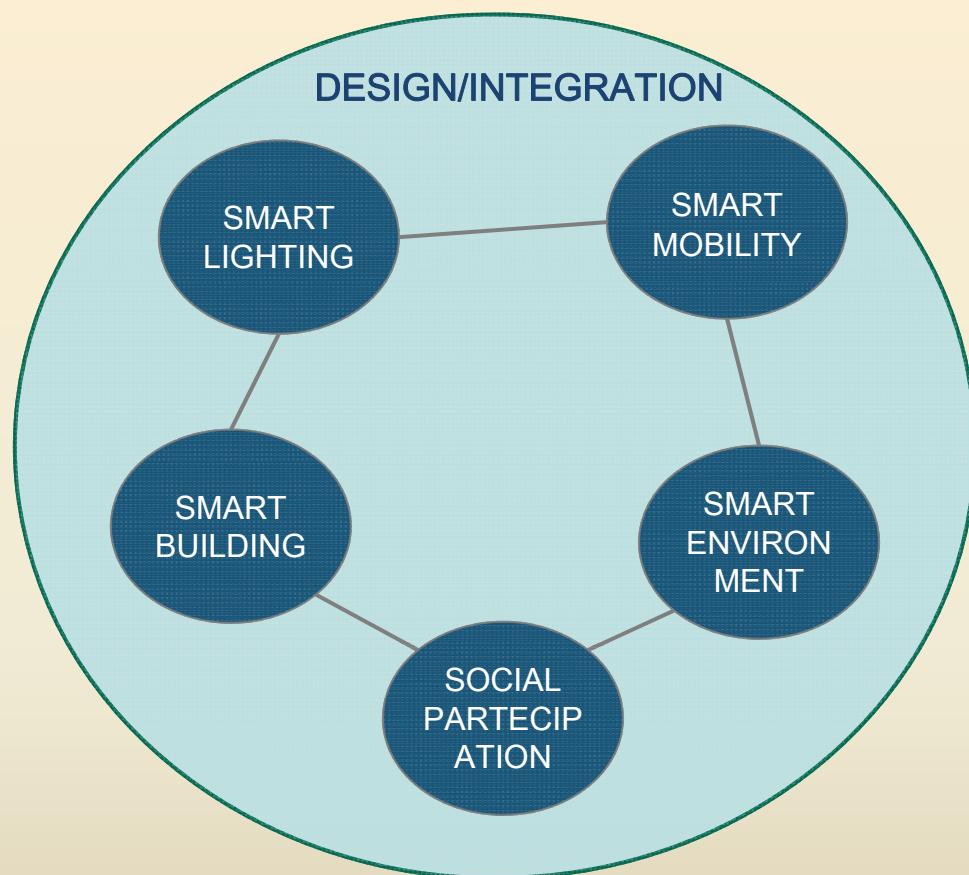 DESIGN/INTEGRATION
SMART
LIGHTING
SMART
MOBILITY
SMART
BUILDING
SMART
ENVIRON
MENT
SOCIAL
PARTECIP
ATION